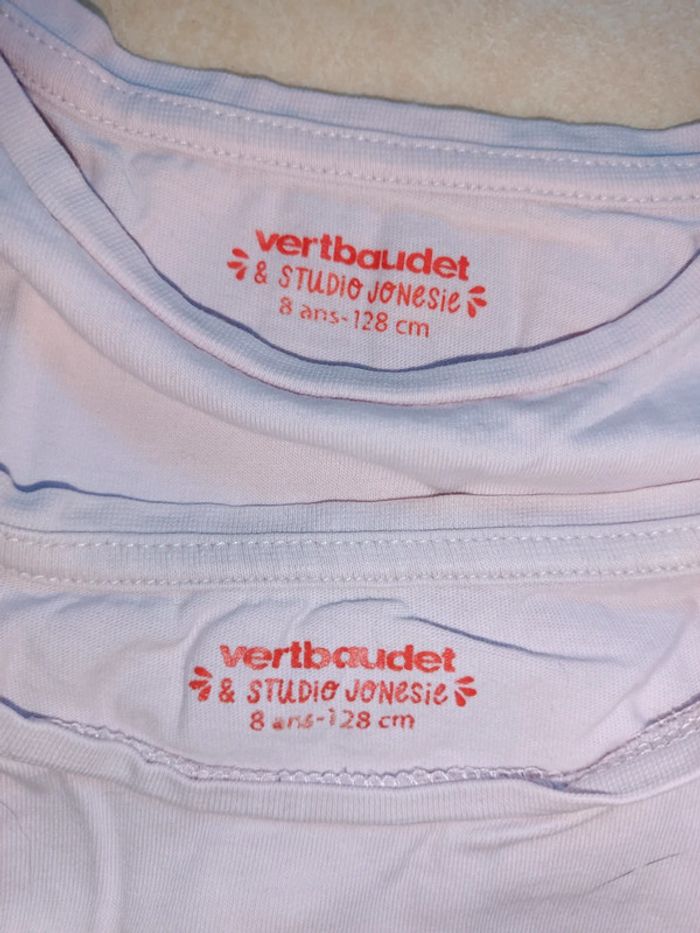 vertbaudet
& STUDIO JONESIE
8 ans-128 cm
vertbaudet
& STUDIO JONESIE
8 ans-128 cm